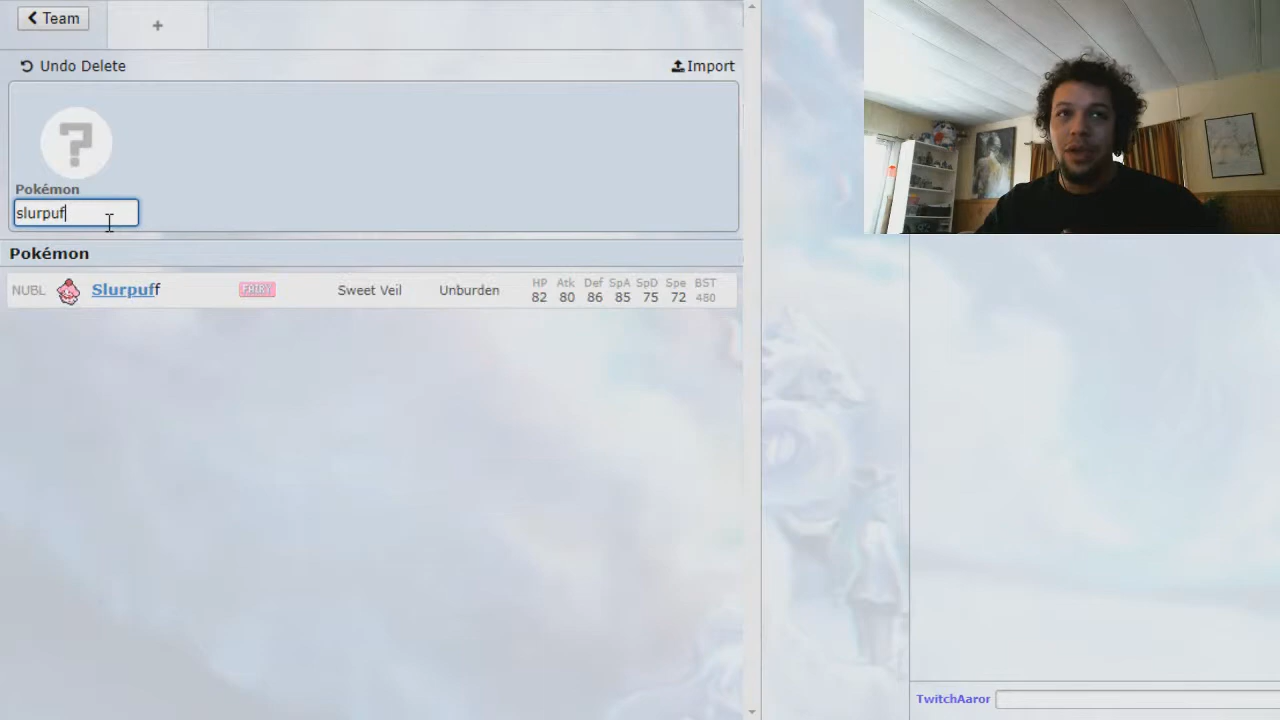 Team
+
Undo Delete
Import
Pokémon
slurpuf
Pokémon
NUBL Slurpuff FAIRY Sweet Veil Unburden HP 82 Atk 80 Def 86 SpA 85 SpD 75 Spe 72 BST 480
TwitchAaror